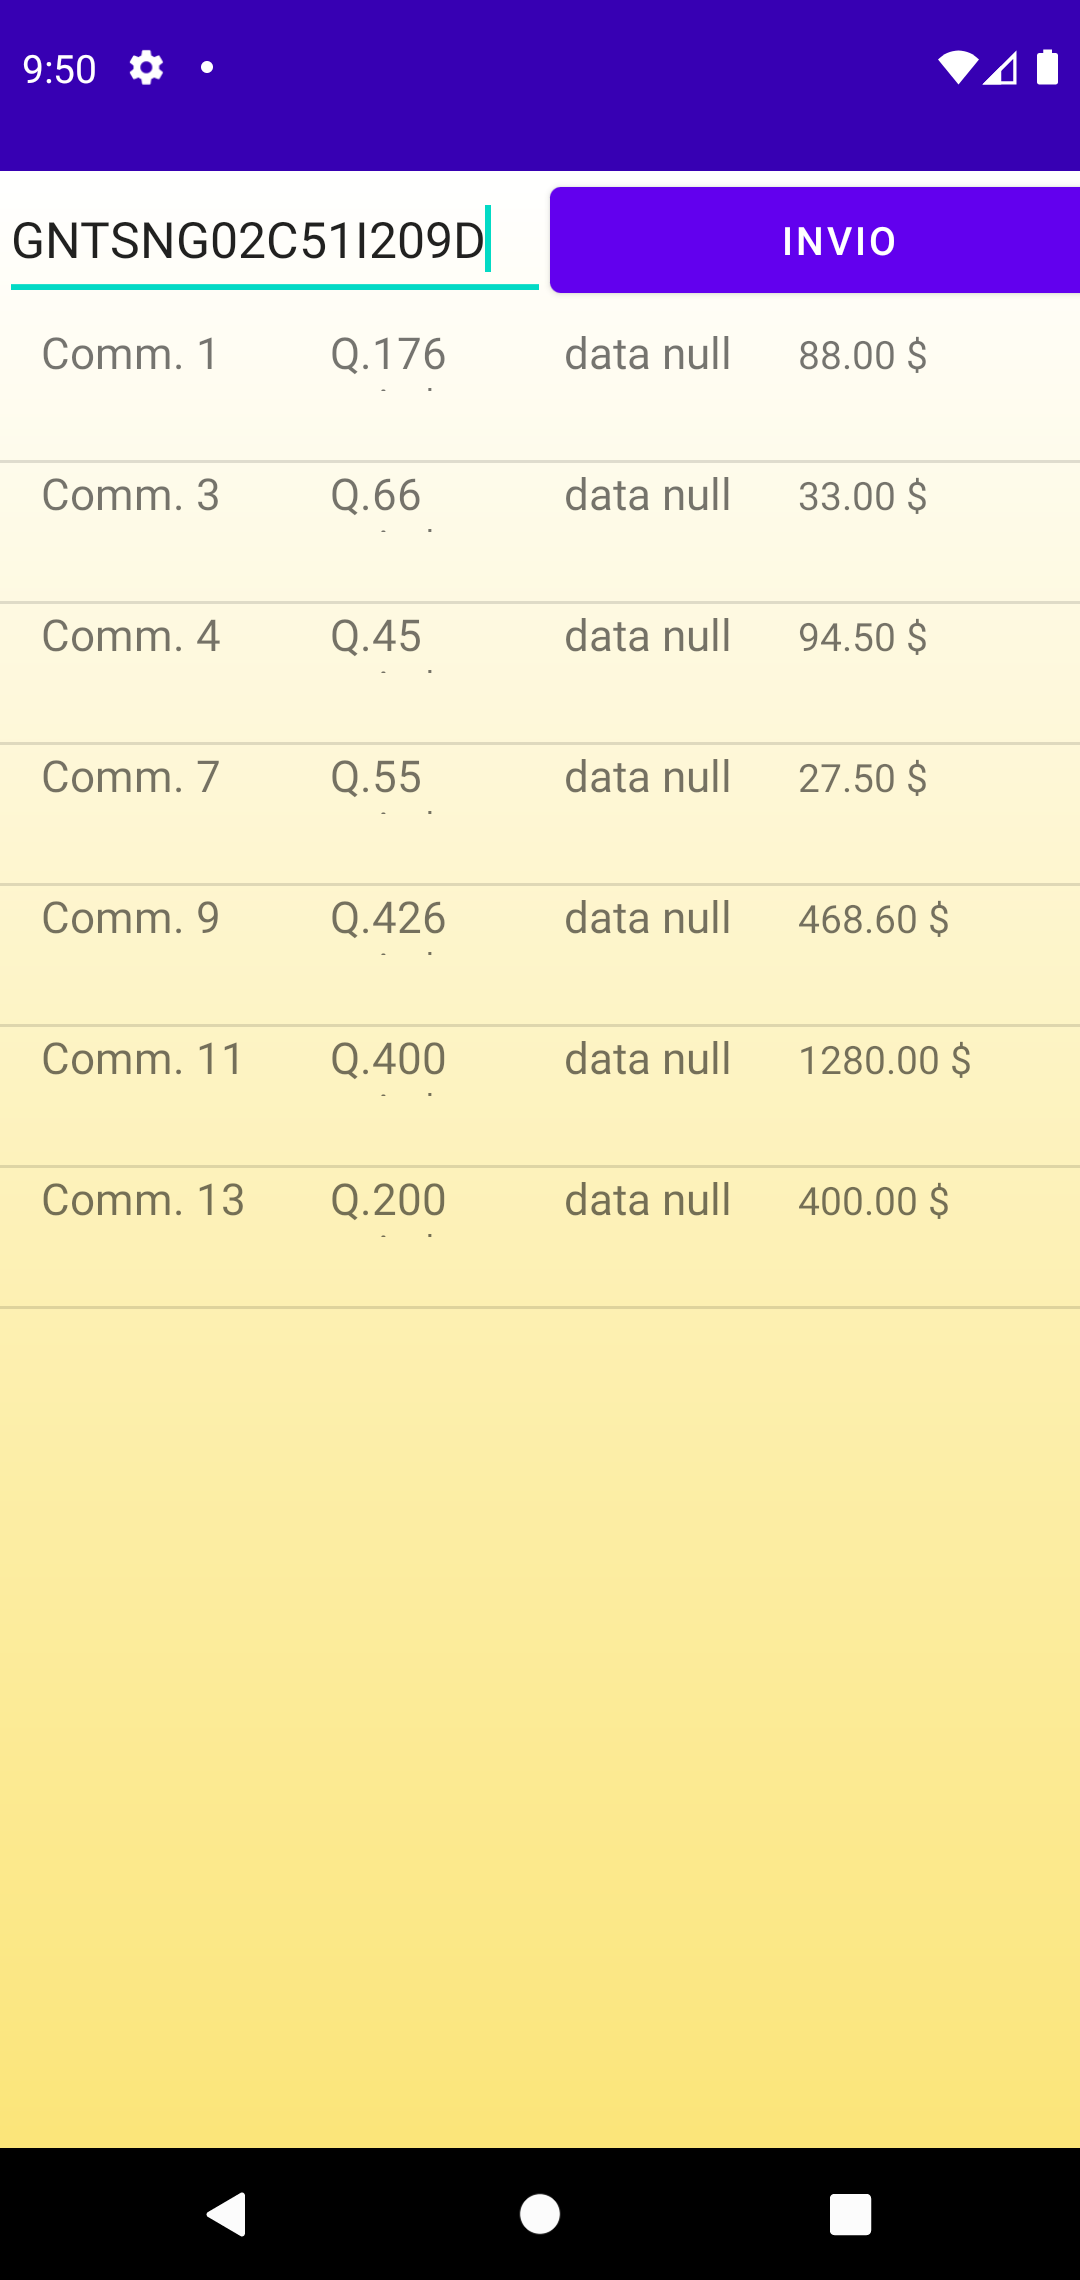 9:50
GNTSNG02C51I209D INVIO
Comm. 1 Q.176 data null 88.00 $
Comm. 3 Q.66 data null 33.00 $
Comm. 4 Q.45 data null 94.50 $
Comm. 7 Q.55 data null 27.50 $
Comm. 9 Q.426 data null 468.60 $
Comm. 11 Q.400 data null 1280.00 $
Comm. 13 Q.200 data null 400.00 $